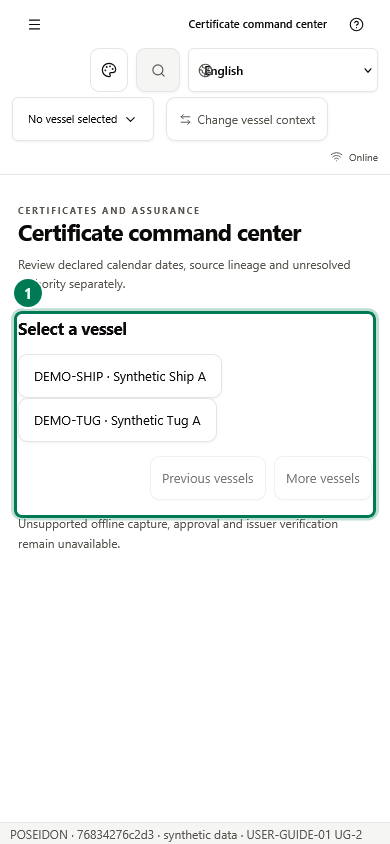 Certificate command center
English
No vessel selected
Change vessel context
Online
CERTIFICATES AND ASSURANCE
Certificate command center
Review declared calendar dates, source lineage and unresolved
separately.
1
Select a vessel
DEMO-SHIP · Synthetic Ship A
DEMO-TUG · Synthetic Tug A
Previous vessels
More vessels
Unsupported offline capture, approval and issuer verification
remain unavailable.
POSEIDON · 76834276c2d3 · synthetic data · USER-GUIDE-01 UG-2